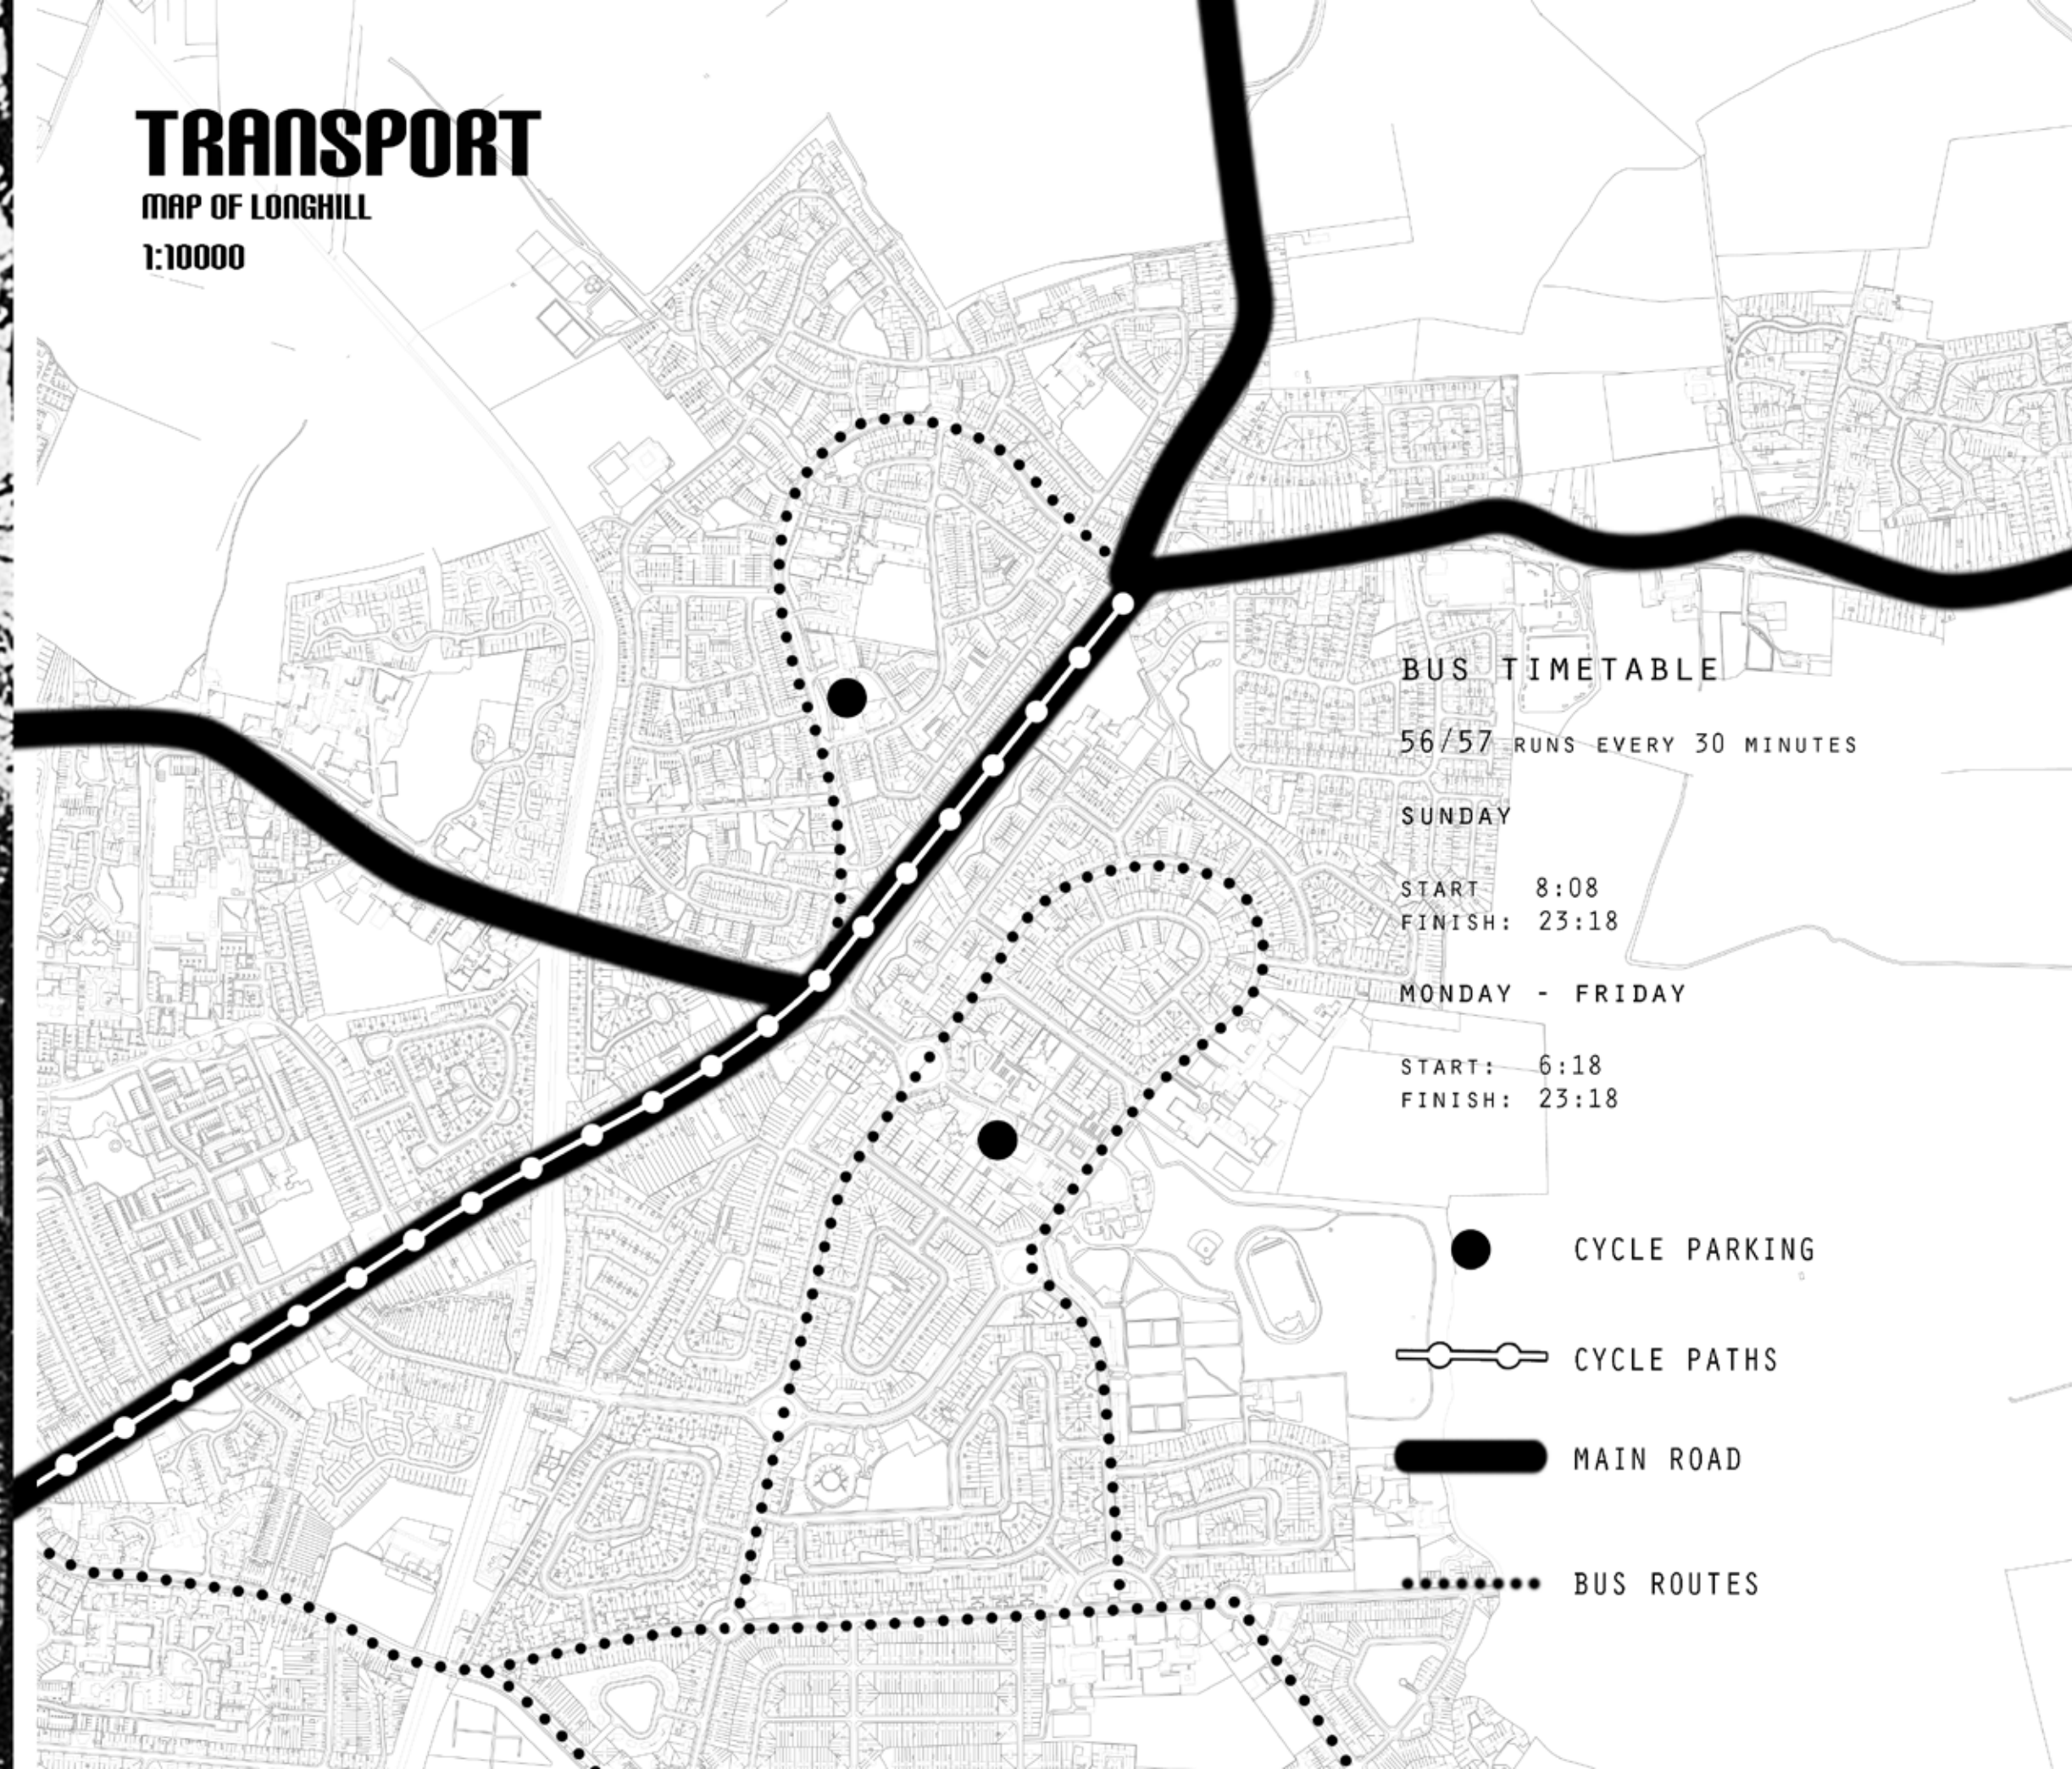 TRANSPORT
MAP OF LONGHILL
1:10000
BUS TIMETABLE
56/57 RUNS EVERY 30 MINUTES
SUNDAY
START 8:08
FINISH: 23:18
MONDAY - FRIDAY
START: 6:18
FINISH: 23:18
CYCLE PARKING
CYCLE PATHS
MAIN ROAD
BUS ROUTES